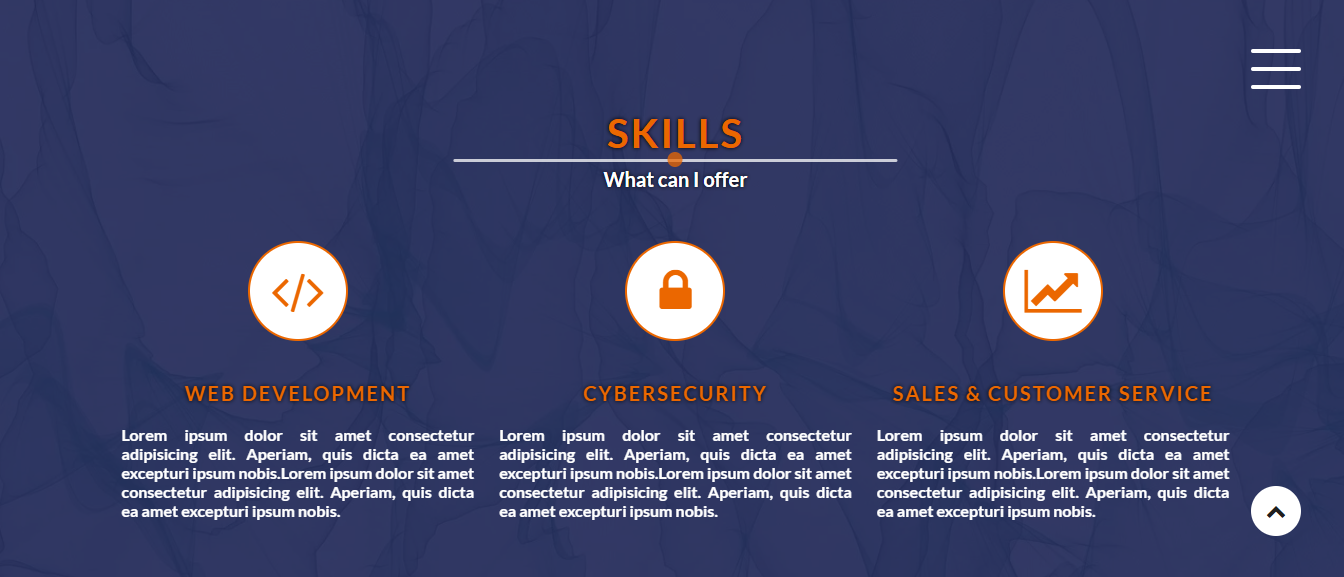 SKILLS
What can I offer
WEB DEVELOPMENT
Lorem ipsum dolor sit amet consectetur
adipisicing elit. Aperiam, quis dicta ea amet
excepturi ipsum nobis.Lorem ipsum dolor sit amet
consectetur adipisicing elit. Aperiam, quis dicta
ea amet excepturi ipsum nobis.
CYBERSECURITY
Lorem ipsum dolor sit amet consectetur
adipisicing elit. Aperiam, quis dicta ea amet
excepturi ipsum nobis.Lorem ipsum dolor sit amet
consectetur adipisicing elit. Aperiam, quis dicta
ea amet excepturi ipsum nobis.
SALES & CUSTOMER SERVICE
Lorem ipsum dolor sit amet consectetur
adipisicing elit. Aperiam, quis dicta ea amet
excepturi ipsum nobis.Lorem ipsum dolor sit amet
consectetur adipisicing elit. Aperiam, quis dicta
ea amet excepturi ipsum nobis.